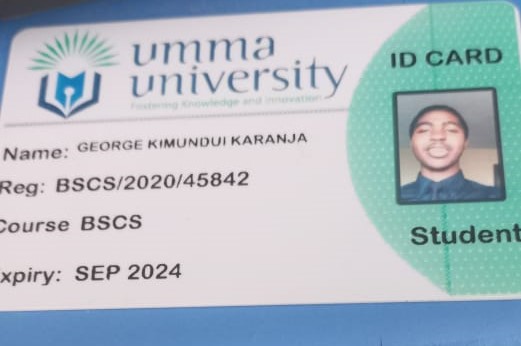 umma
university
Fostering Knowledge and Innovation
ID CARD
Name: GEORGE KIMUNDUI KARANJA
Reg: BSCS/2020/45842
Course BSCS
xpiry: SEP 2024
Student